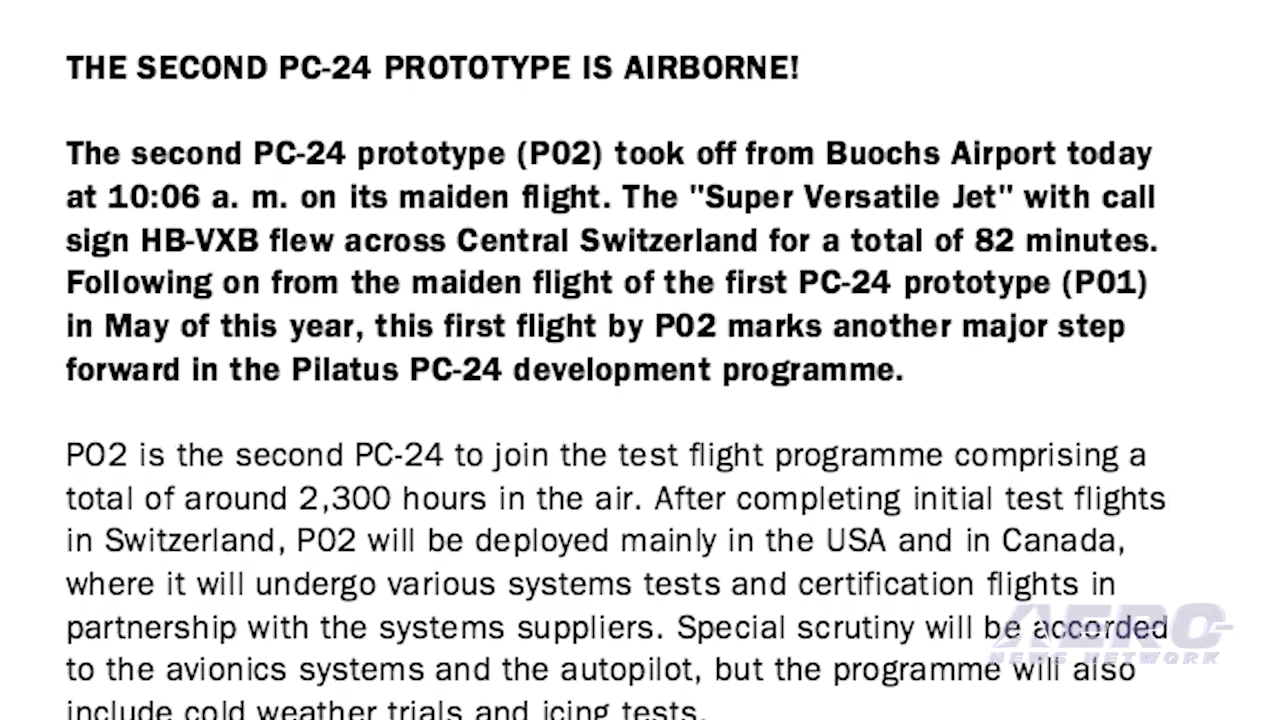 THE SECOND PC-24 PROTOTYPE IS AIRBORNE!
The second PC-24 prototype (P02) took off from Buochs Airport today
at 10:06 a. m. on its maiden flight. The "Super Versatile Jet" with call
sign HB-VXB flew across Central Switzerland for a total of 82 minutes.
Following on from the maiden flight of the first PC-24 prototype (P01)
in May of this year, this first flight by P02 marks another major step
forward in the Pilatus PC-24 development programme.
PO2 is the second PC-24 to join the test flight programme comprising a
total of around 2,300 hours in the air. After completing initial test flights
in Switzerland, P02 will be deployed mainly in the USA and in Canada,
where it will undergo various systems tests and certification flights in
partnership with the systems suppliers. Special scrutiny will be accorded
to the avionics systems and the autopilot, but the programme will also
include cold weather trials and icing tests.
AERO
NEWS NETWORK